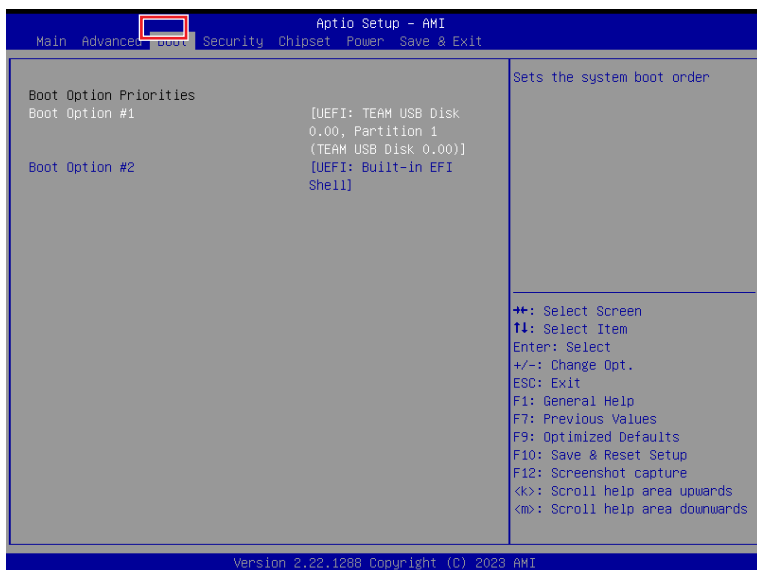 Aptio Setup – AMI
Main Advanced Boot Security Chipset Power Save & Exit
Boot Option Priorities
Boot Option #1 [UEFI: TEAM USB Disk
0.00, Partition 1
(TEAM USB Disk 0.00)]
Boot Option #2 [UEFI: Built-in EFI
Shell]
Sets the system boot order
→←: Select Screen
↑↓: Select Item
Enter: Select
+/-: Change Opt.
ESC: Exit
F1: General Help
F7: Previous Values
F9: Optimized Defaults
F10: Save & Reset Setup
F12: Screenshot capture
<k>: Scroll help area upwards
<m>: Scroll help area downwards
Version 2.22.1288 Copyright (C) 2023 AMI